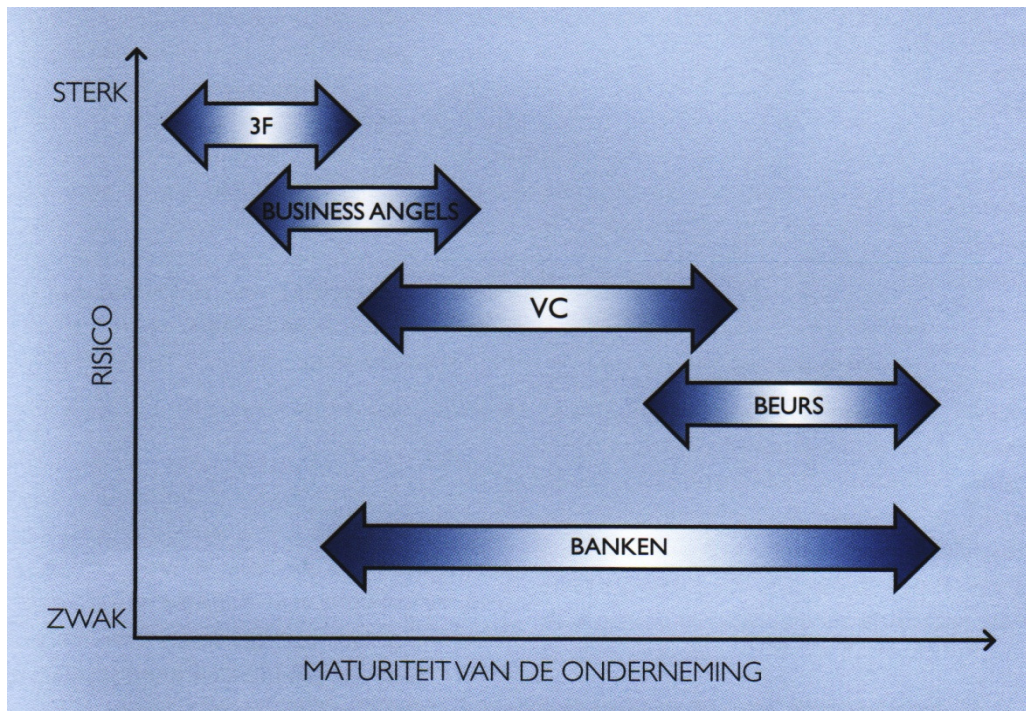 STERK
3F
BUSINESS ANGELS
VC
RISICO
BEURS
BANKEN
ZWAK
MATURITEIT VAN DE ONDERNEMING